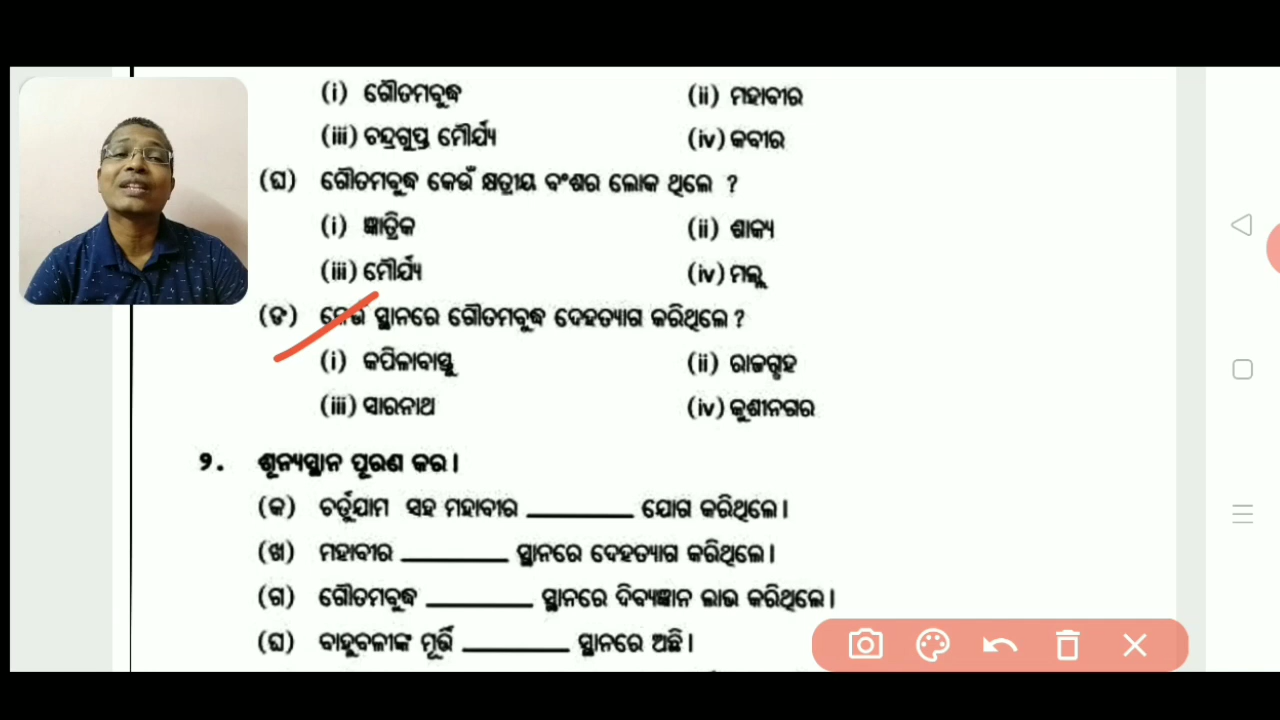 (i) ଗୌତମବୁଦ୍ଧ (ii) ମହାବୀର
(iii) ଚନ୍ଦ୍ରଗୁପ୍ତ ମୌର୍ଯ୍ୟ (iv) କବୀର
(ଘ) ଗୌତମବୁଦ୍ଧ କେଉଁ କ୍ଷତ୍ରୀୟ ବଂଶର ଲୋକ ଥିଲେ ?
(i) ଜ୍ଞାତ୍ରିକ (ii) ଶାକ୍ୟ
(iii) ମୌର୍ଯ୍ୟ (iv) ମଲ୍ଲ
(ଙ) କେଉଁ ସ୍ଥାନରେ ଗୌତମବୁଦ୍ଧ ଦେହତ୍ୟାଗ କରିଥିଲେ ?
(i) କପିଳାବାସ୍ତୁ (ii) ରାଜଗୃହ
(iii) ସାରନାଥ (iv) କୁଶୀନଗର
୨. ଶୂନ୍ୟସ୍ଥାନ ପୂରଣ କର।
(କ) ଚର୍ତୁଯାମ ସହ ମହାବୀର ________ ଯୋଗ କରିଥିଲେ।
(ଖ) ମହାବୀର ________ ସ୍ଥାନରେ ଦେହତ୍ୟାଗ କରିଥିଲେ।
(ଗ) ଗୌତମବୁଦ୍ଧ ________ ସ୍ଥାନରେ ଦିବ୍ୟଜ୍ଞାନ ଲାଭ କରିଥିଲେ।
(ଘ) ବାହୁବଳୀଙ୍କ ମୂର୍ତ୍ତି ________ ସ୍ଥାନରେ ଅଛି।